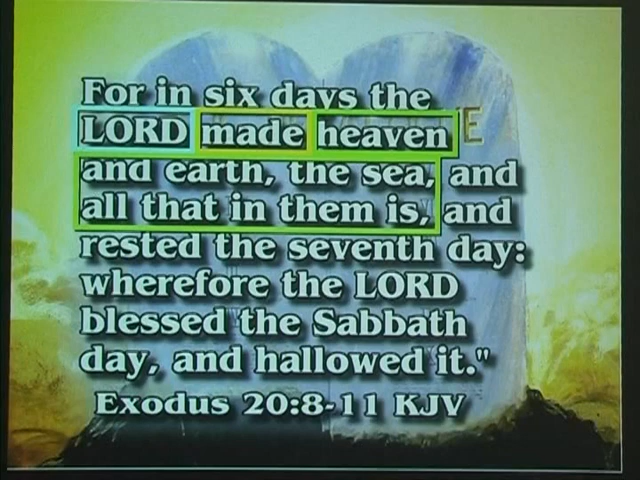 For in six days the
LORD made heaven
and earth, the sea, and
all that in them is, and
rested the seventh day:
wherefore the LORD
blessed the Sabbath
day, and hallowed it."
Exodus 20:8-11 KJV